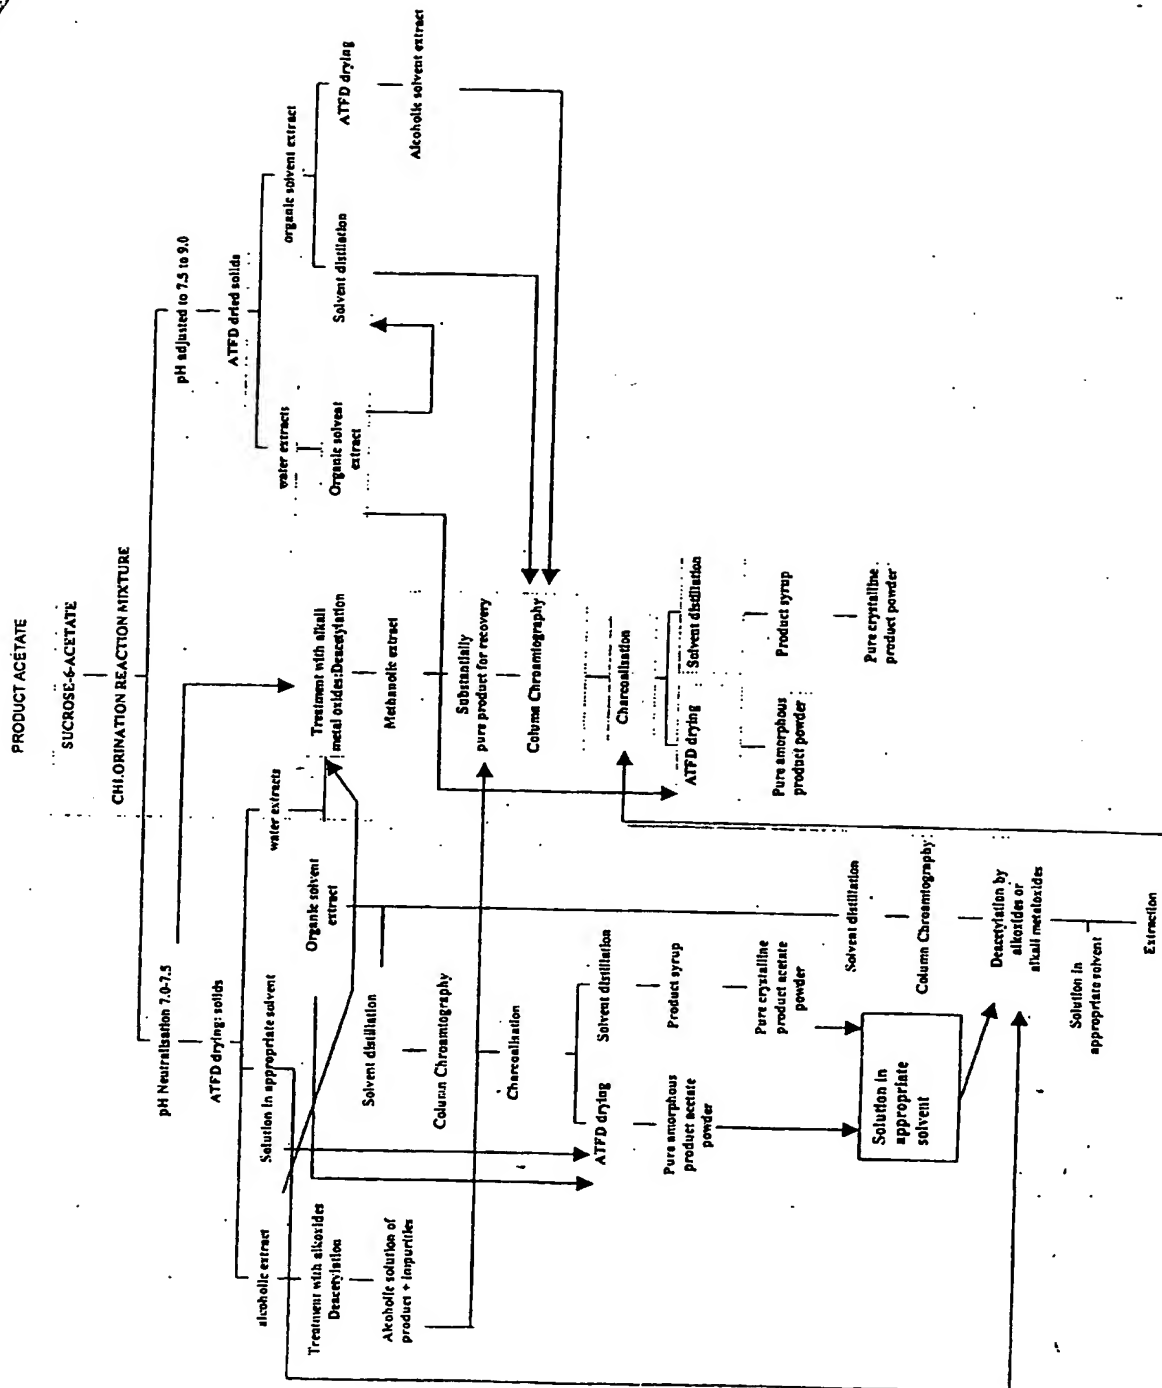 PRODUCT ACETATE
SUCROSE-6-ACETATE
CHLORINATION REACTION MIXTURE
pH Neutralisation 7.0-7.5
ATFD drying: solids
alcoholic extract
Treatment with alkoxides
Deacetylation
Alcoholic solution of
product + impurities
Solution in appropriate solvent
Organic solvent
extract
water extracts
Treatment with alkali
metal oxides:Deacetylation
Methanolic extract
Substantially
pure product for recovery
Column Chroamtography
Charcoalisation
ATFD drying
Solvent distillation
Pure amorphous
product powder
Product syrup
Pure crystalline
product powder
pH adjusted to 7.5 to 9.0
ATFD dried solids
water extracts
Organic solvent
extract
organic solvent extract
Solvent distilation
ATFD drying
Alcoholic solvent extract
Solvent distillation
Column Chroamtography
Charcoalisation
ATFD drying
Solvent distillation
Pure amorphous
product acetate
powder
Product syrup
Pure crystalline
product acetate
powder
Solution in
appropriate
solvent
Solvent distillation
Column Chroamtography
Deacetylation by
alkoxides or
alkali metaloxides
Solution in
appropriate solvent
Extraction